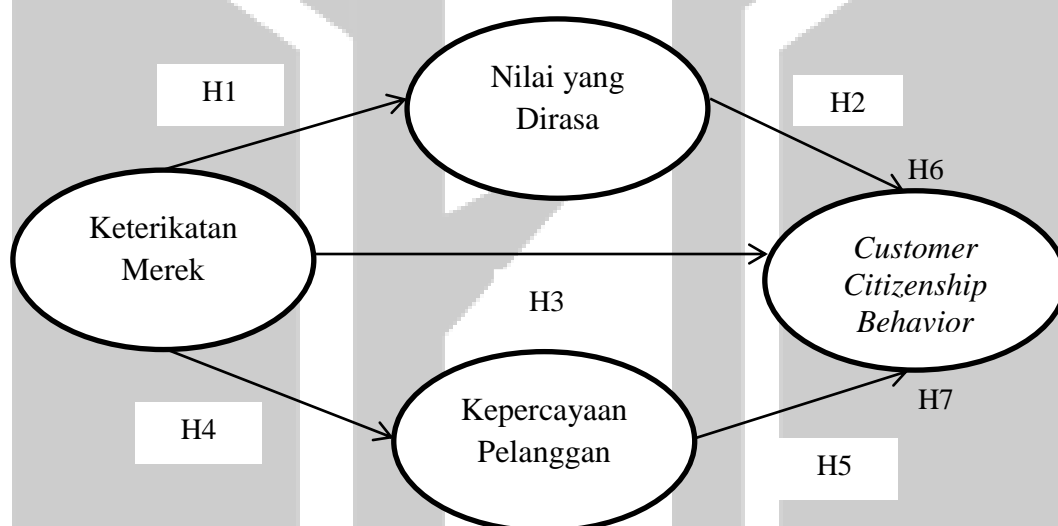 Nilai yang
Dirasa
H1
H2
H6
Keterikatan
Merek
Customer
Citizenship
Behavior
H3
Kepercayaan
Pelanggan
H7
H4
H5